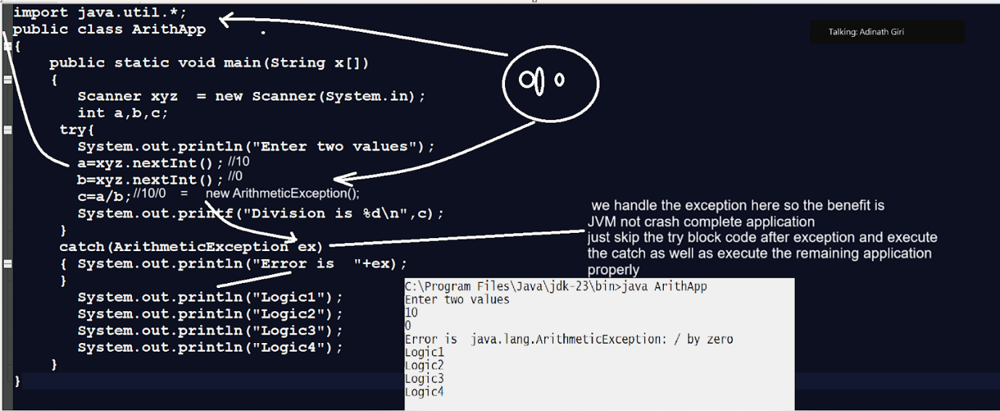 import java.util.*;
public class ArithApp
Talking: Adinath Giri
{
public static void main(String x[])
{
Scanner xyz  = new Scanner(System.in);
int a,b,c;
try{
System.out.println("Enter two values");
a=xyz.nextInt(); //10
b=xyz.nextInt(); //0
c=a/b; //10/0   =   new ArithmeticException();
System.out.printf("Division is %d\n",c);
}
catch(ArithmeticException ex)
{ System.out.println("Error is  "+ex);
}
System.out.println("Logic1");
System.out.println("Logic2");
System.out.println("Logic3");
System.out.println("Logic4");
}
}
we handle the exception here so the benefit is
JVM not crash complete application
just skip the try block code after exception and execute
the catch as well as execute the remaining application
properly
C:\Program Files\Java\jdk-23\bin>java ArithApp
Enter two values
10
0
Error is  java.lang.ArithmeticException: / by zero
Logic1
Logic2
Logic3
Logic4